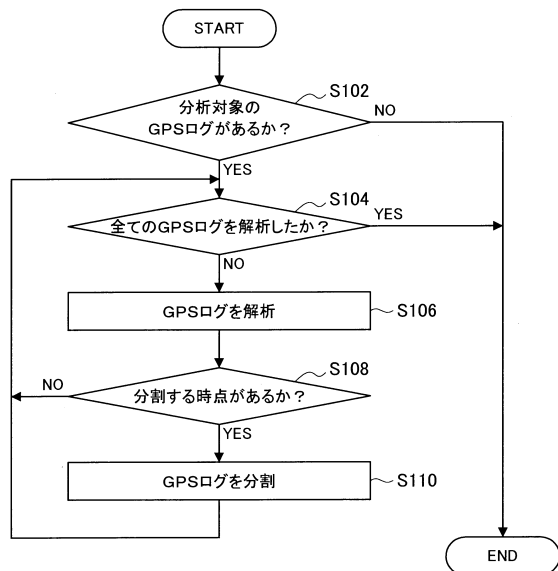 START
S102
分析対象の
GPSログがあるか？
NO
YES
S104
全てのGPSログを解析したか？
YES
NO
GPSログを解析
S106
S108
分割する時点があるか？
NO
YES
GPSログを分割
S110
END